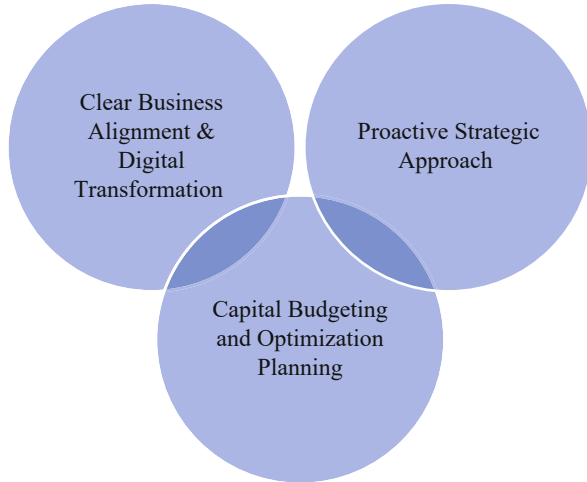 Clear Business
Alignment &
Digital
Transformation
Proactive Strategic
Approach
Capital Budgeting
and Optimization
Planning